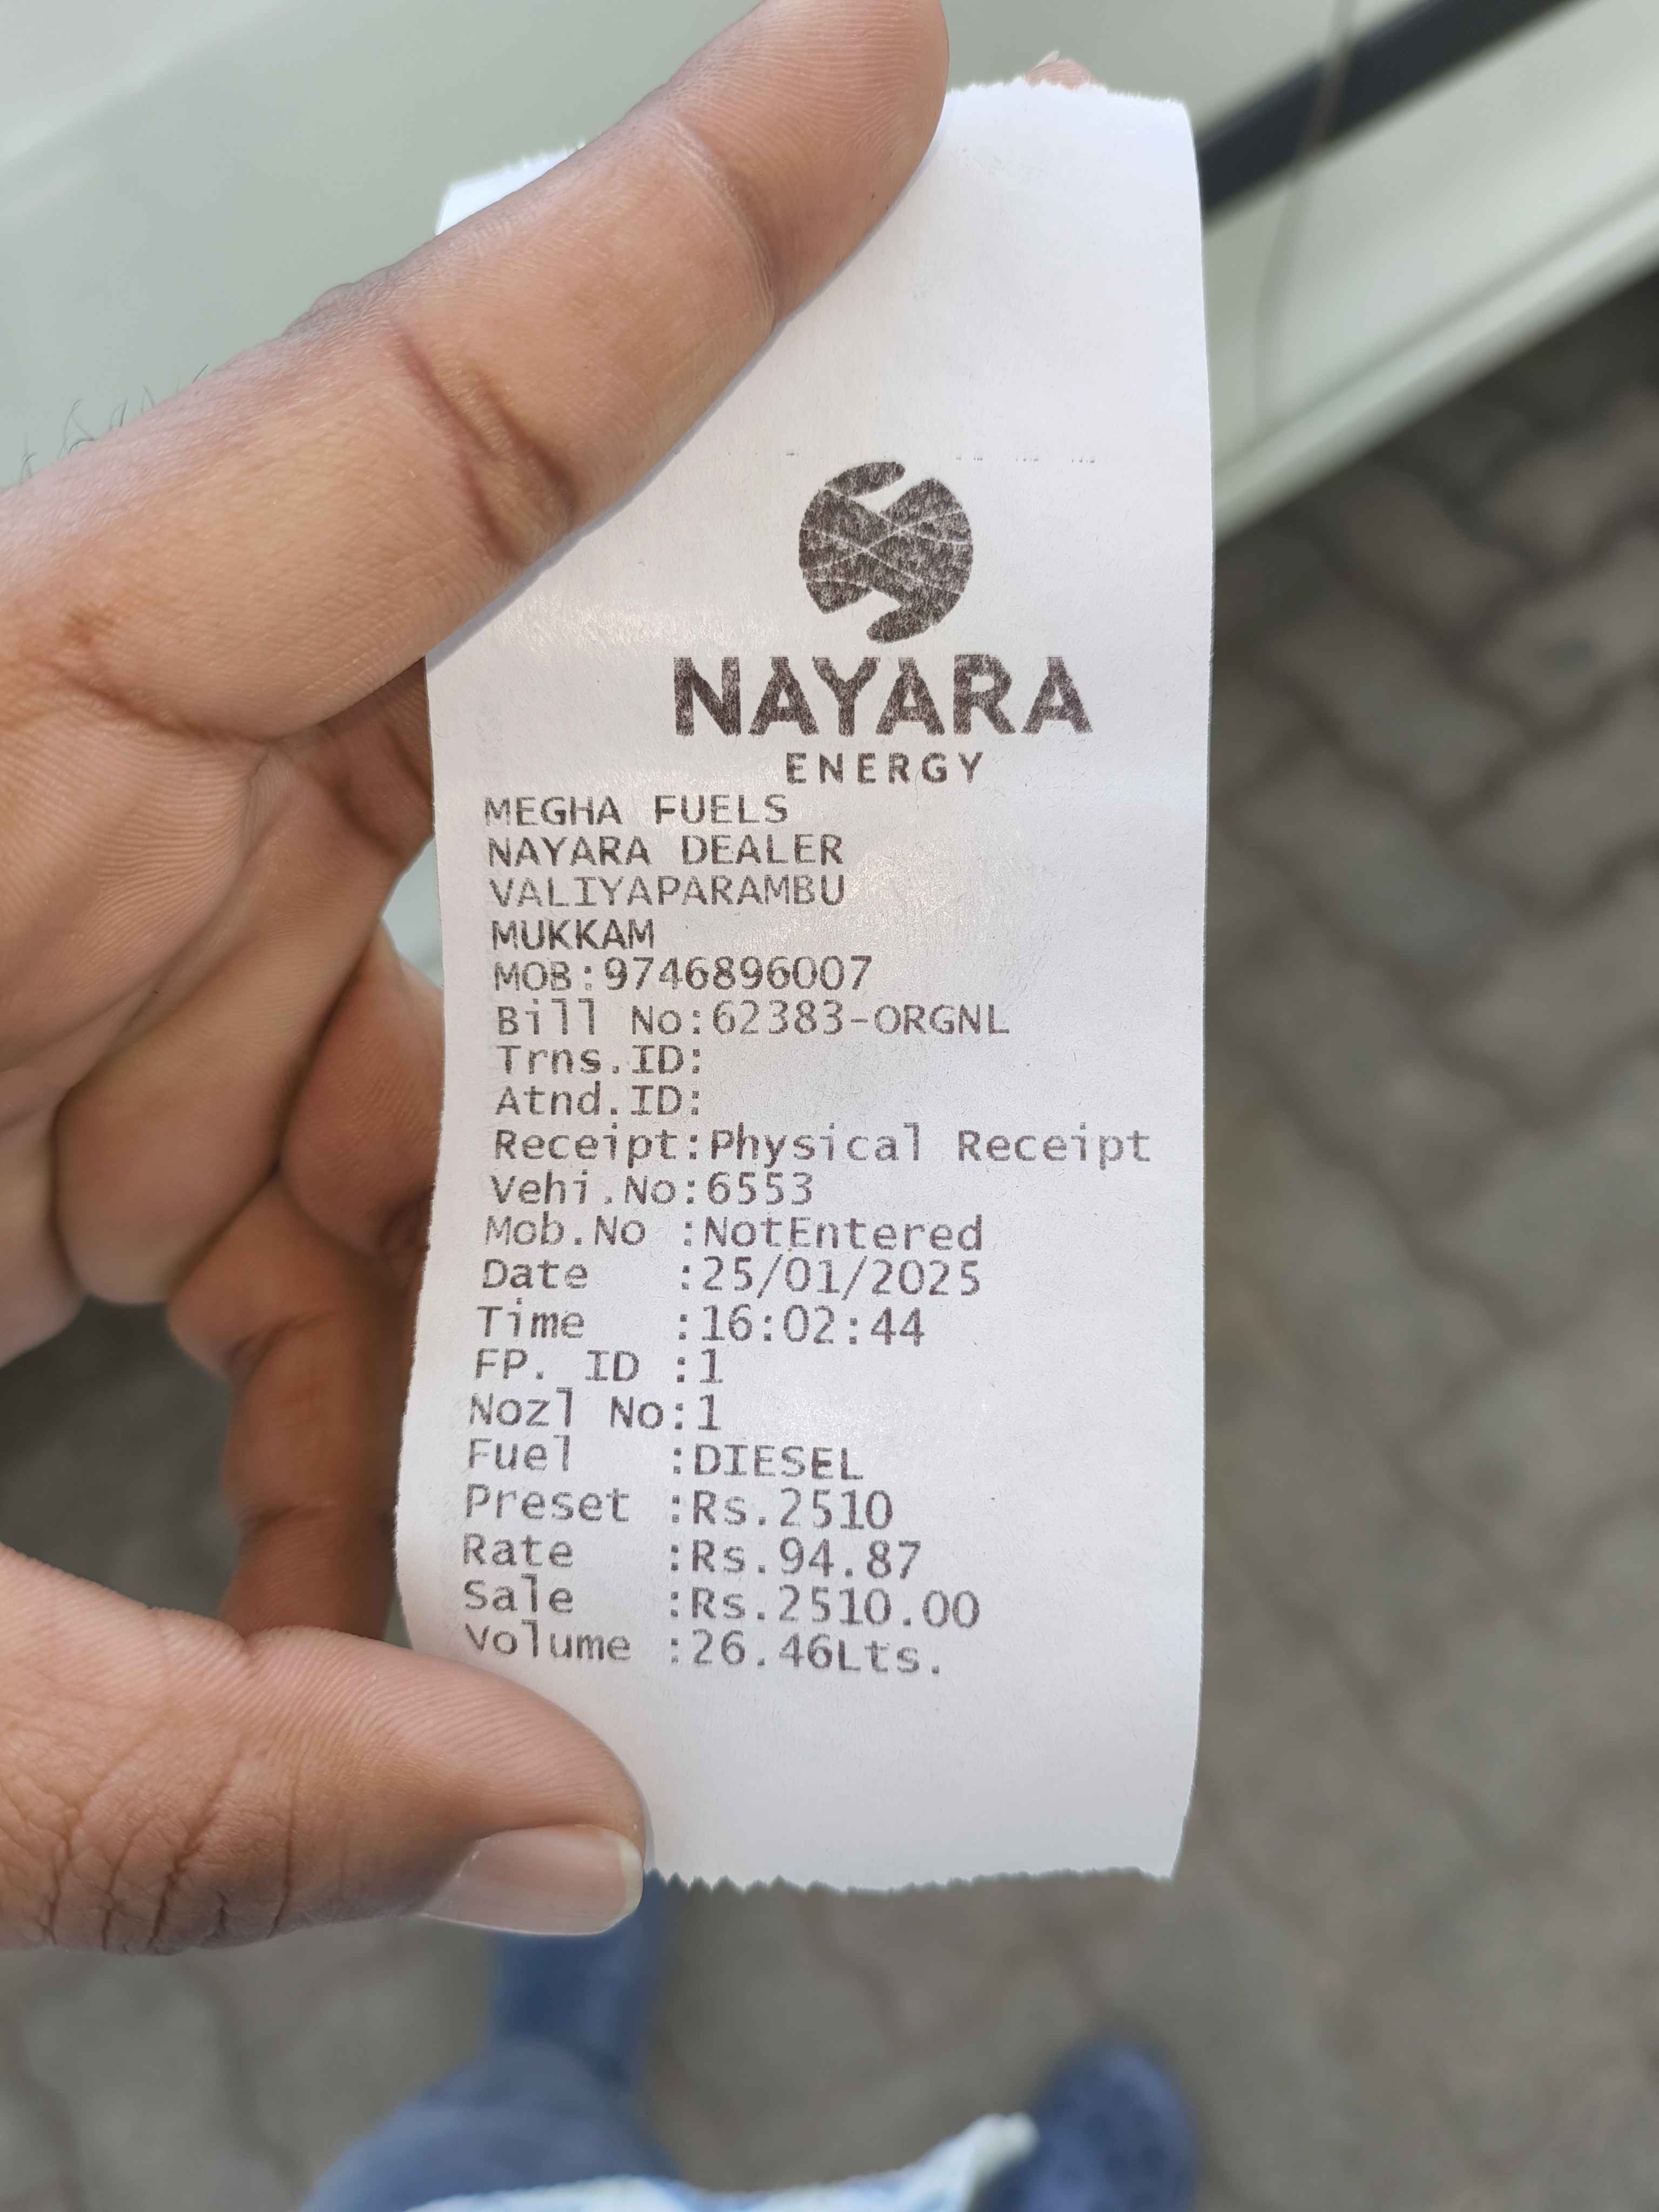 NAYARA
ENERGY
MEGHA FUELS
NAYARA DEALER
VALIYAPARAMBU
MUKKAM
MOB:9746896007
Bill No:62383-ORGNL
Trns.ID:
Atnd.ID:
Receipt:Physical Receipt
Vehi.No:6553
Mob.No :NotEntered
Date   :25/01/2025
Time   :16:02:44
FP. ID :1
Nozl No:1
Fuel   :DIESEL
Preset :Rs.2510
Rate   :Rs.94.87
Sale   :Rs.2510.00
Volume :26.46Lts.